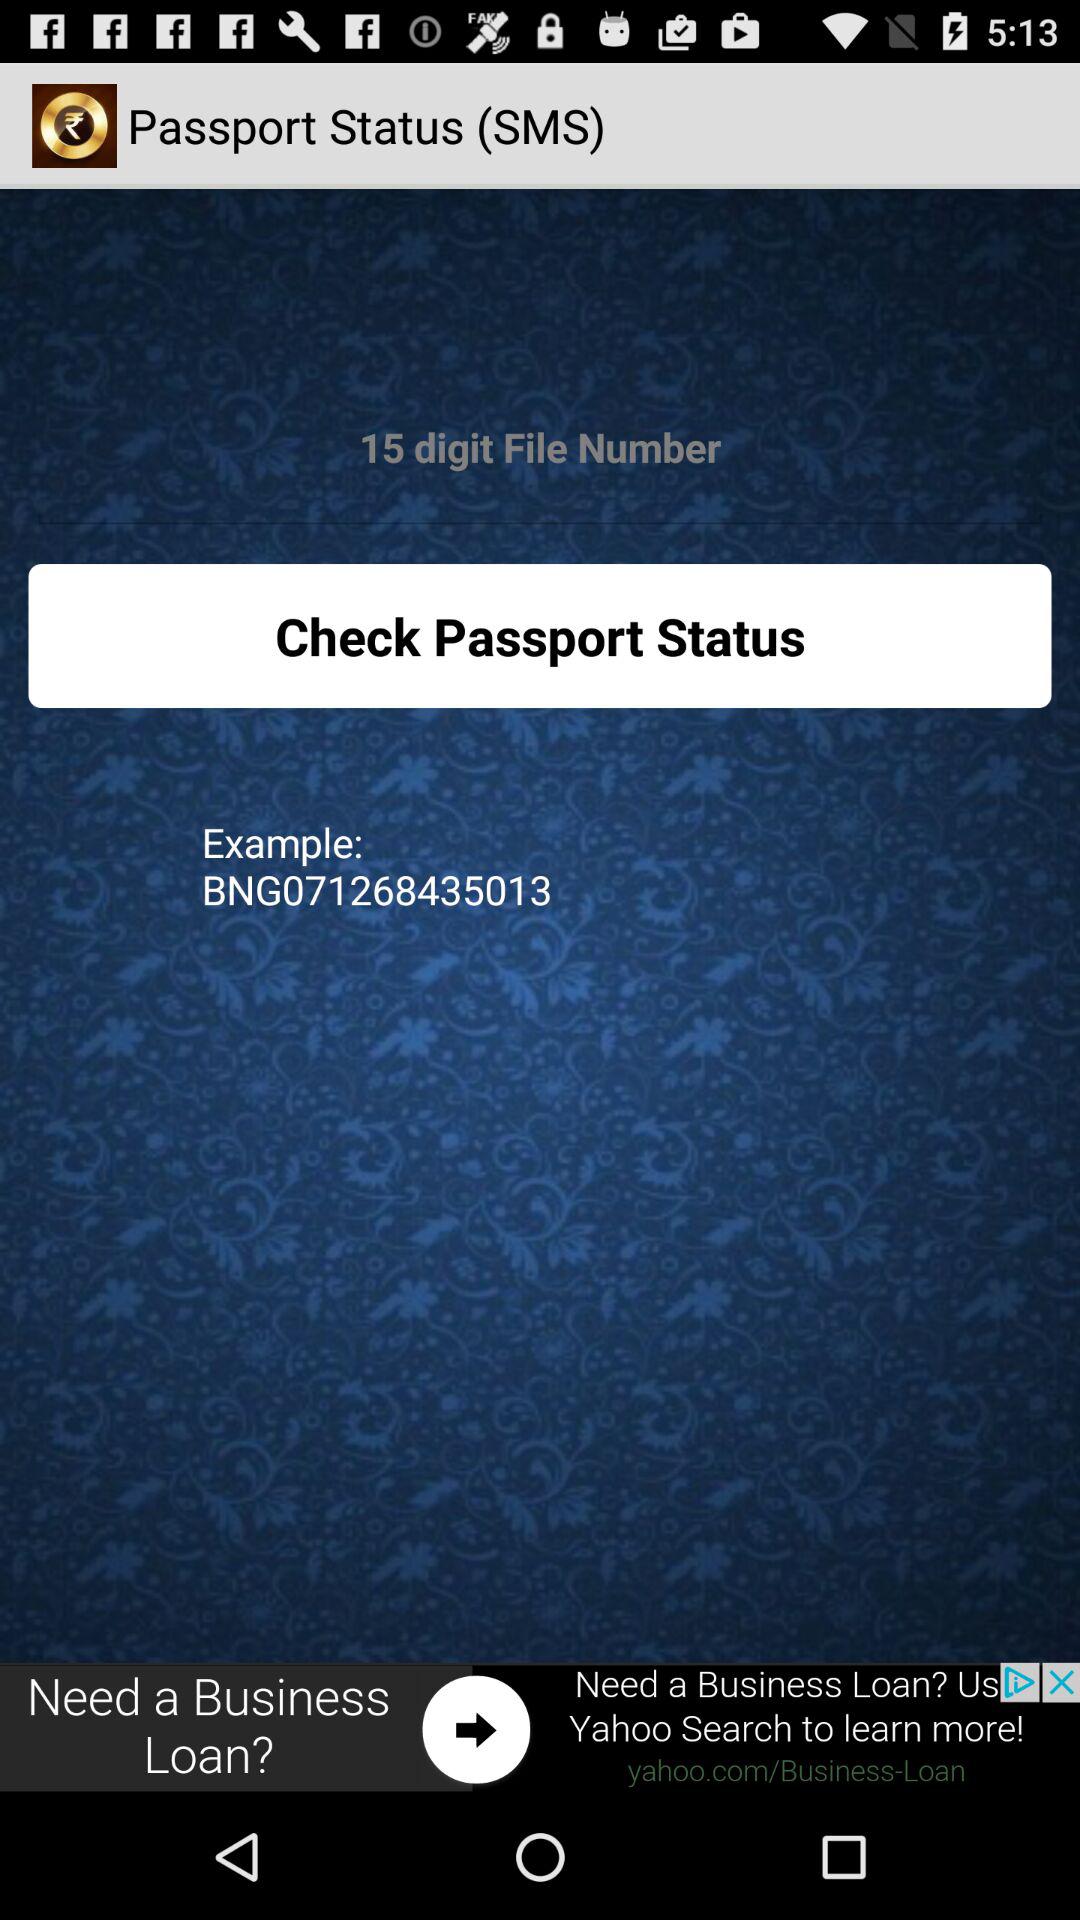 FAKE
5:13
Passport Status (SMS)
15 digit File Number
Check Passport Status
Example:
BNG071268435013
Need a Business
Loan?
Need a Business Loan? Us
Yahoo Search to learn more!
yahoo.com/Business-Loan